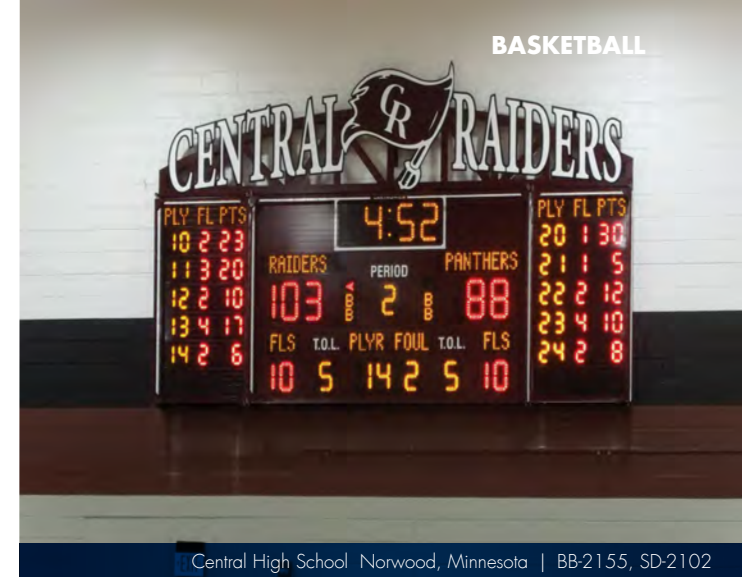 BASKETBALL
CR
CENTRAL RAIDERS
PLY FL PTS
10 2 23
11 3 20
12 2 10
13 4 17
14 2 6
4:52
RAIDERS PERIOD PANTHERS
103 B B 2 B B 88
FLS T.O.L. PLYR FOUL T.O.L. FLS
10 5 14 2 5 10
PLY FL PTS
20 1 30
21 1 5
22 2 12
23 4 10
24 2 8
Central High School Norwood, Minnesota | BB-2155, SD-2102